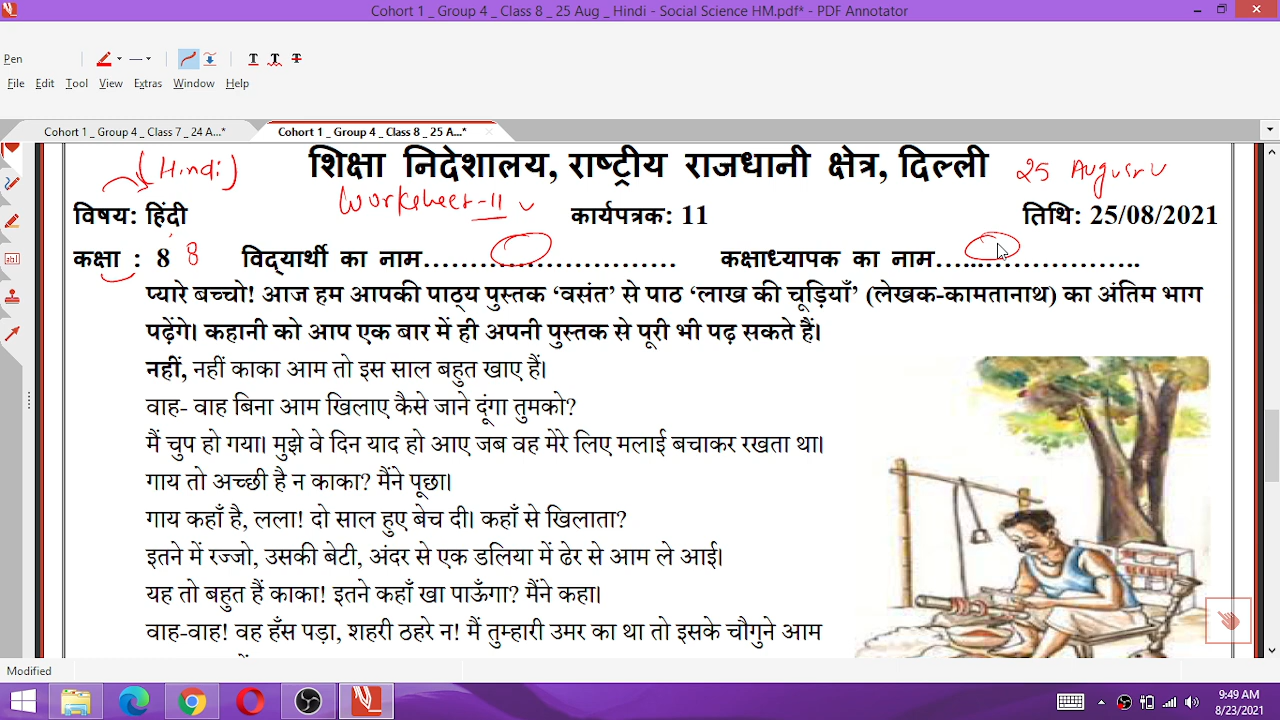 Cohort 1 _ Group 4 _ Class 8 _ 25 Aug _ Hindi - Social Science HM.pdf* - PDF Annotator
Pen
T T T
File Edit Tool View Extras Window Help
Cohort 1 _ Group 4 _ Class 7 _ 24 A...* Cohort 1 _ Group 4 _ Class 8 _ 25 A...*
(Hindi) शिक्षा निदेशालय, राष्ट्रीय राजधानी क्षेत्र, दिल्ली 25 August
Worksheet-11
विषय: हिंदी कार्यपत्रक: 11 तिथि: 25/08/2021
कक्षा : 8 8 विद्यार्थी का नाम……………………… कक्षाध्यापक का नाम…...……………..
प्यारे बच्चो! आज हम आपकी पाठ्य पुस्तक ‘वसंत’ से पाठ ‘लाख की चूड़ियाँ’ (लेखक-कामतानाथ) का अंतिम भाग
पढ़ेंगे। कहानी को आप एक बार में ही अपनी पुस्तक से पूरी भी पढ़ सकते हैं।
नहीं, नहीं काका आम तो इस साल बहुत खाए हैं।
वाह- वाह बिना आम खिलाए कैसे जाने दूंगा तुमको?
मैं चुप हो गया। मुझे वे दिन याद हो आए जब वह मेरे लिए मलाई बचाकर रखता था।
गाय तो अच्छी है न काका? मैंने पूछा।
गाय कहाँ है, लला! दो साल हुए बेच दी। कहाँ से खिलाता?
इतने में रज्जो, उसकी बेटी, अंदर से एक डलिया में ढेर से आम ले आई।
यह तो बहुत हैं काका! इतने कहाँ खा पाऊँगा? मैंने कहा।
वाह-वाह! वह हँस पड़ा, शहरी ठहरे न! मैं तुम्हारी उमर का था तो इसके चौगुने आम
Modified
9:49 AM
8/23/2021